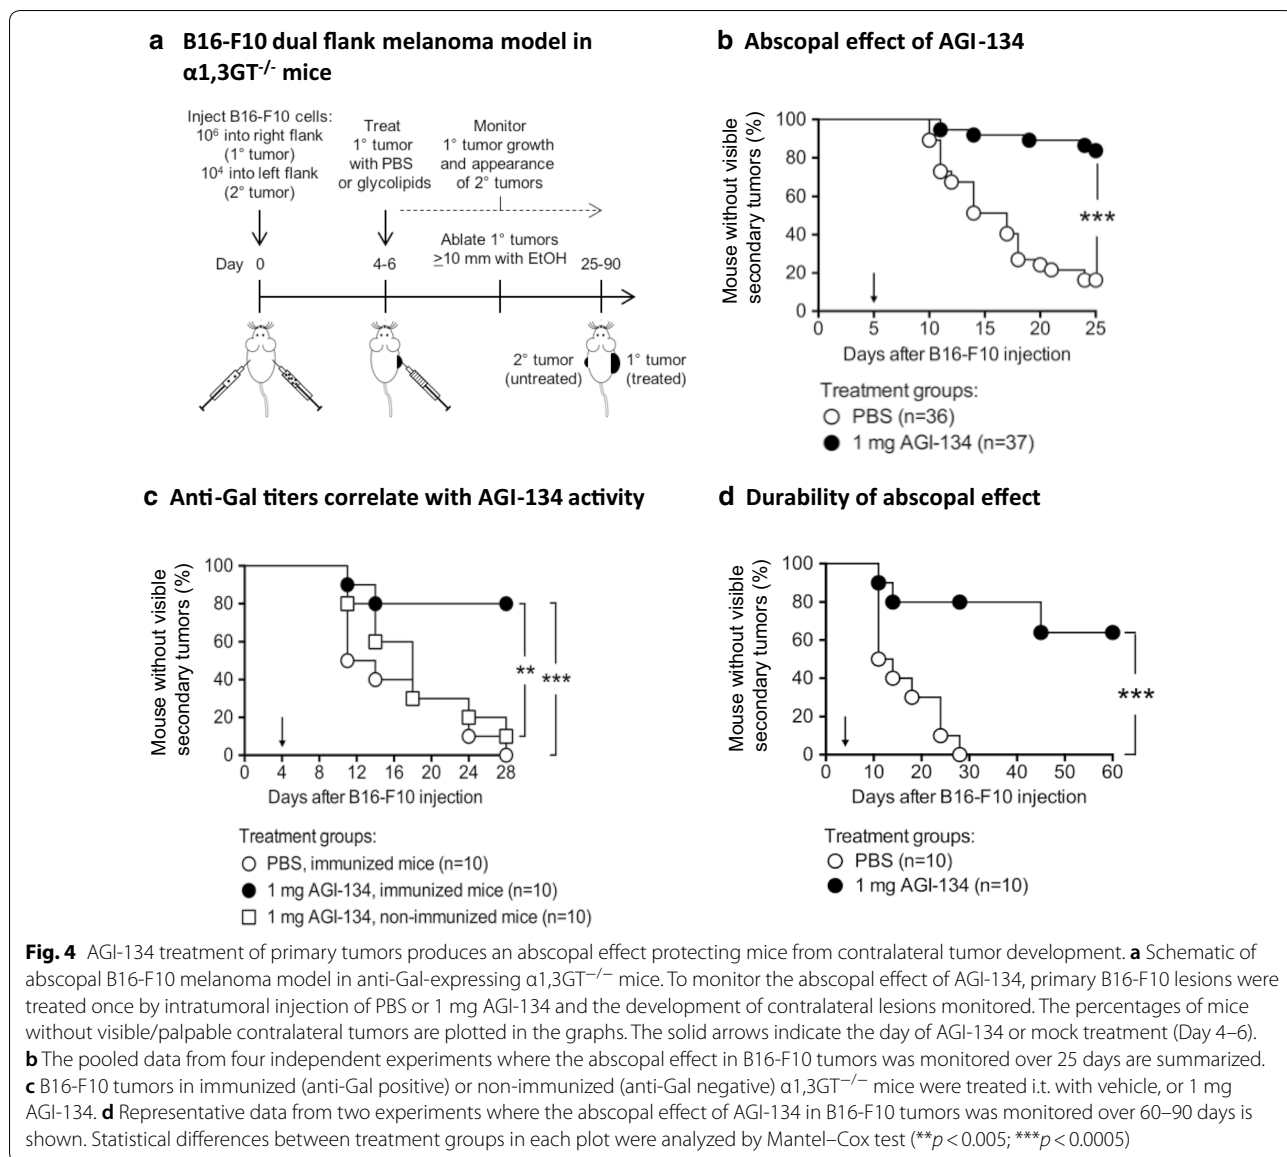 a B16-F10 dual flank melanoma model in
α1,3GT-/- mice
Inject B16-F10 cells:
10⁶ into right flank
(1° tumor)
10⁴ into left flank
(2° tumor)
Treat
1° tumor
with PBS
or glycolipids
Monitor
1° tumor growth
and appearance
of 2° tumors
Ablate 1° tumors
≥10 mm with EtOH
Day 0 4-6 25-90
2° tumor
(untreated)
1° tumor
(treated)
b Abscopal effect of AGI-134
Mouse without visible
secondary tumors (%)
100
80
60
40
20
0
0 5 10 15 20 25
***
Days after B16-F10 injection
Treatment groups:
PBS (n=36)
1 mg AGI-134 (n=37)
c Anti-Gal titers correlate with AGI-134 activity
Mouse without visible
secondary tumors (%)
100
80
60
40
20
0
0 4 8 12 16 20 24 28
** ***
Days after B16-F10 injection
Treatment groups:
PBS, immunized mice (n=10)
1 mg AGI-134, immunized mice (n=10)
1 mg AGI-134, non-immunized mice (n=10)
d Durability of abscopal effect
Mouse without visible
secondary tumors (%)
100
80
60
40
20
0
0 10 20 30 40 50 60
***
Days after B16-F10 injection
Treatment groups:
PBS (n=10)
1 mg AGI-134 (n=10)
Fig. 4 AGI-134 treatment of primary tumors produces an abscopal effect protecting mice from contralateral tumor development. a Schematic of
abscopal B16-F10 melanoma model in anti-Gal-expressing α1,3GT−/− mice. To monitor the abscopal effect of AGI-134, primary B16-F10 lesions were
treated once by intratumoral injection of PBS or 1 mg AGI-134 and the development of contralateral lesions monitored. The percentages of mice
without visible/palpable contralateral tumors are plotted in the graphs. The solid arrows indicate the day of AGI-134 or mock treatment (Day 4–6).
b The pooled data from four independent experiments where the abscopal effect in B16-F10 tumors was monitored over 25 days are summarized.
c B16-F10 tumors in immunized (anti-Gal positive) or non-immunized (anti-Gal negative) α1,3GT−/− mice were treated i.t. with vehicle, or 1 mg
AGI-134. d Representative data from two experiments where the abscopal effect of AGI-134 in B16-F10 tumors was monitored over 60–90 days is
shown. Statistical differences between treatment groups in each plot were analyzed by Mantel–Cox test (**p < 0.005; ***p < 0.0005)